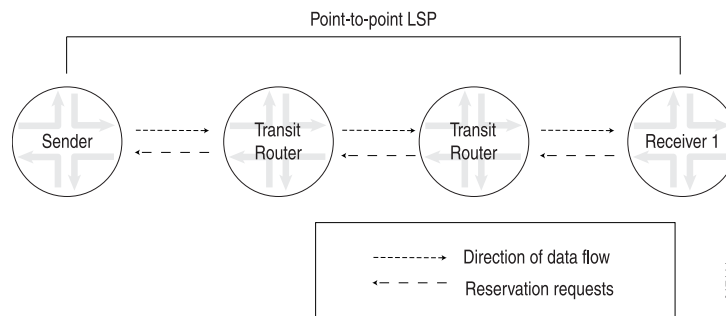 Point-to-point LSP
Sender
Transit
Router
Transit
Router
Receiver 1
Direction of data flow
Reservation requests